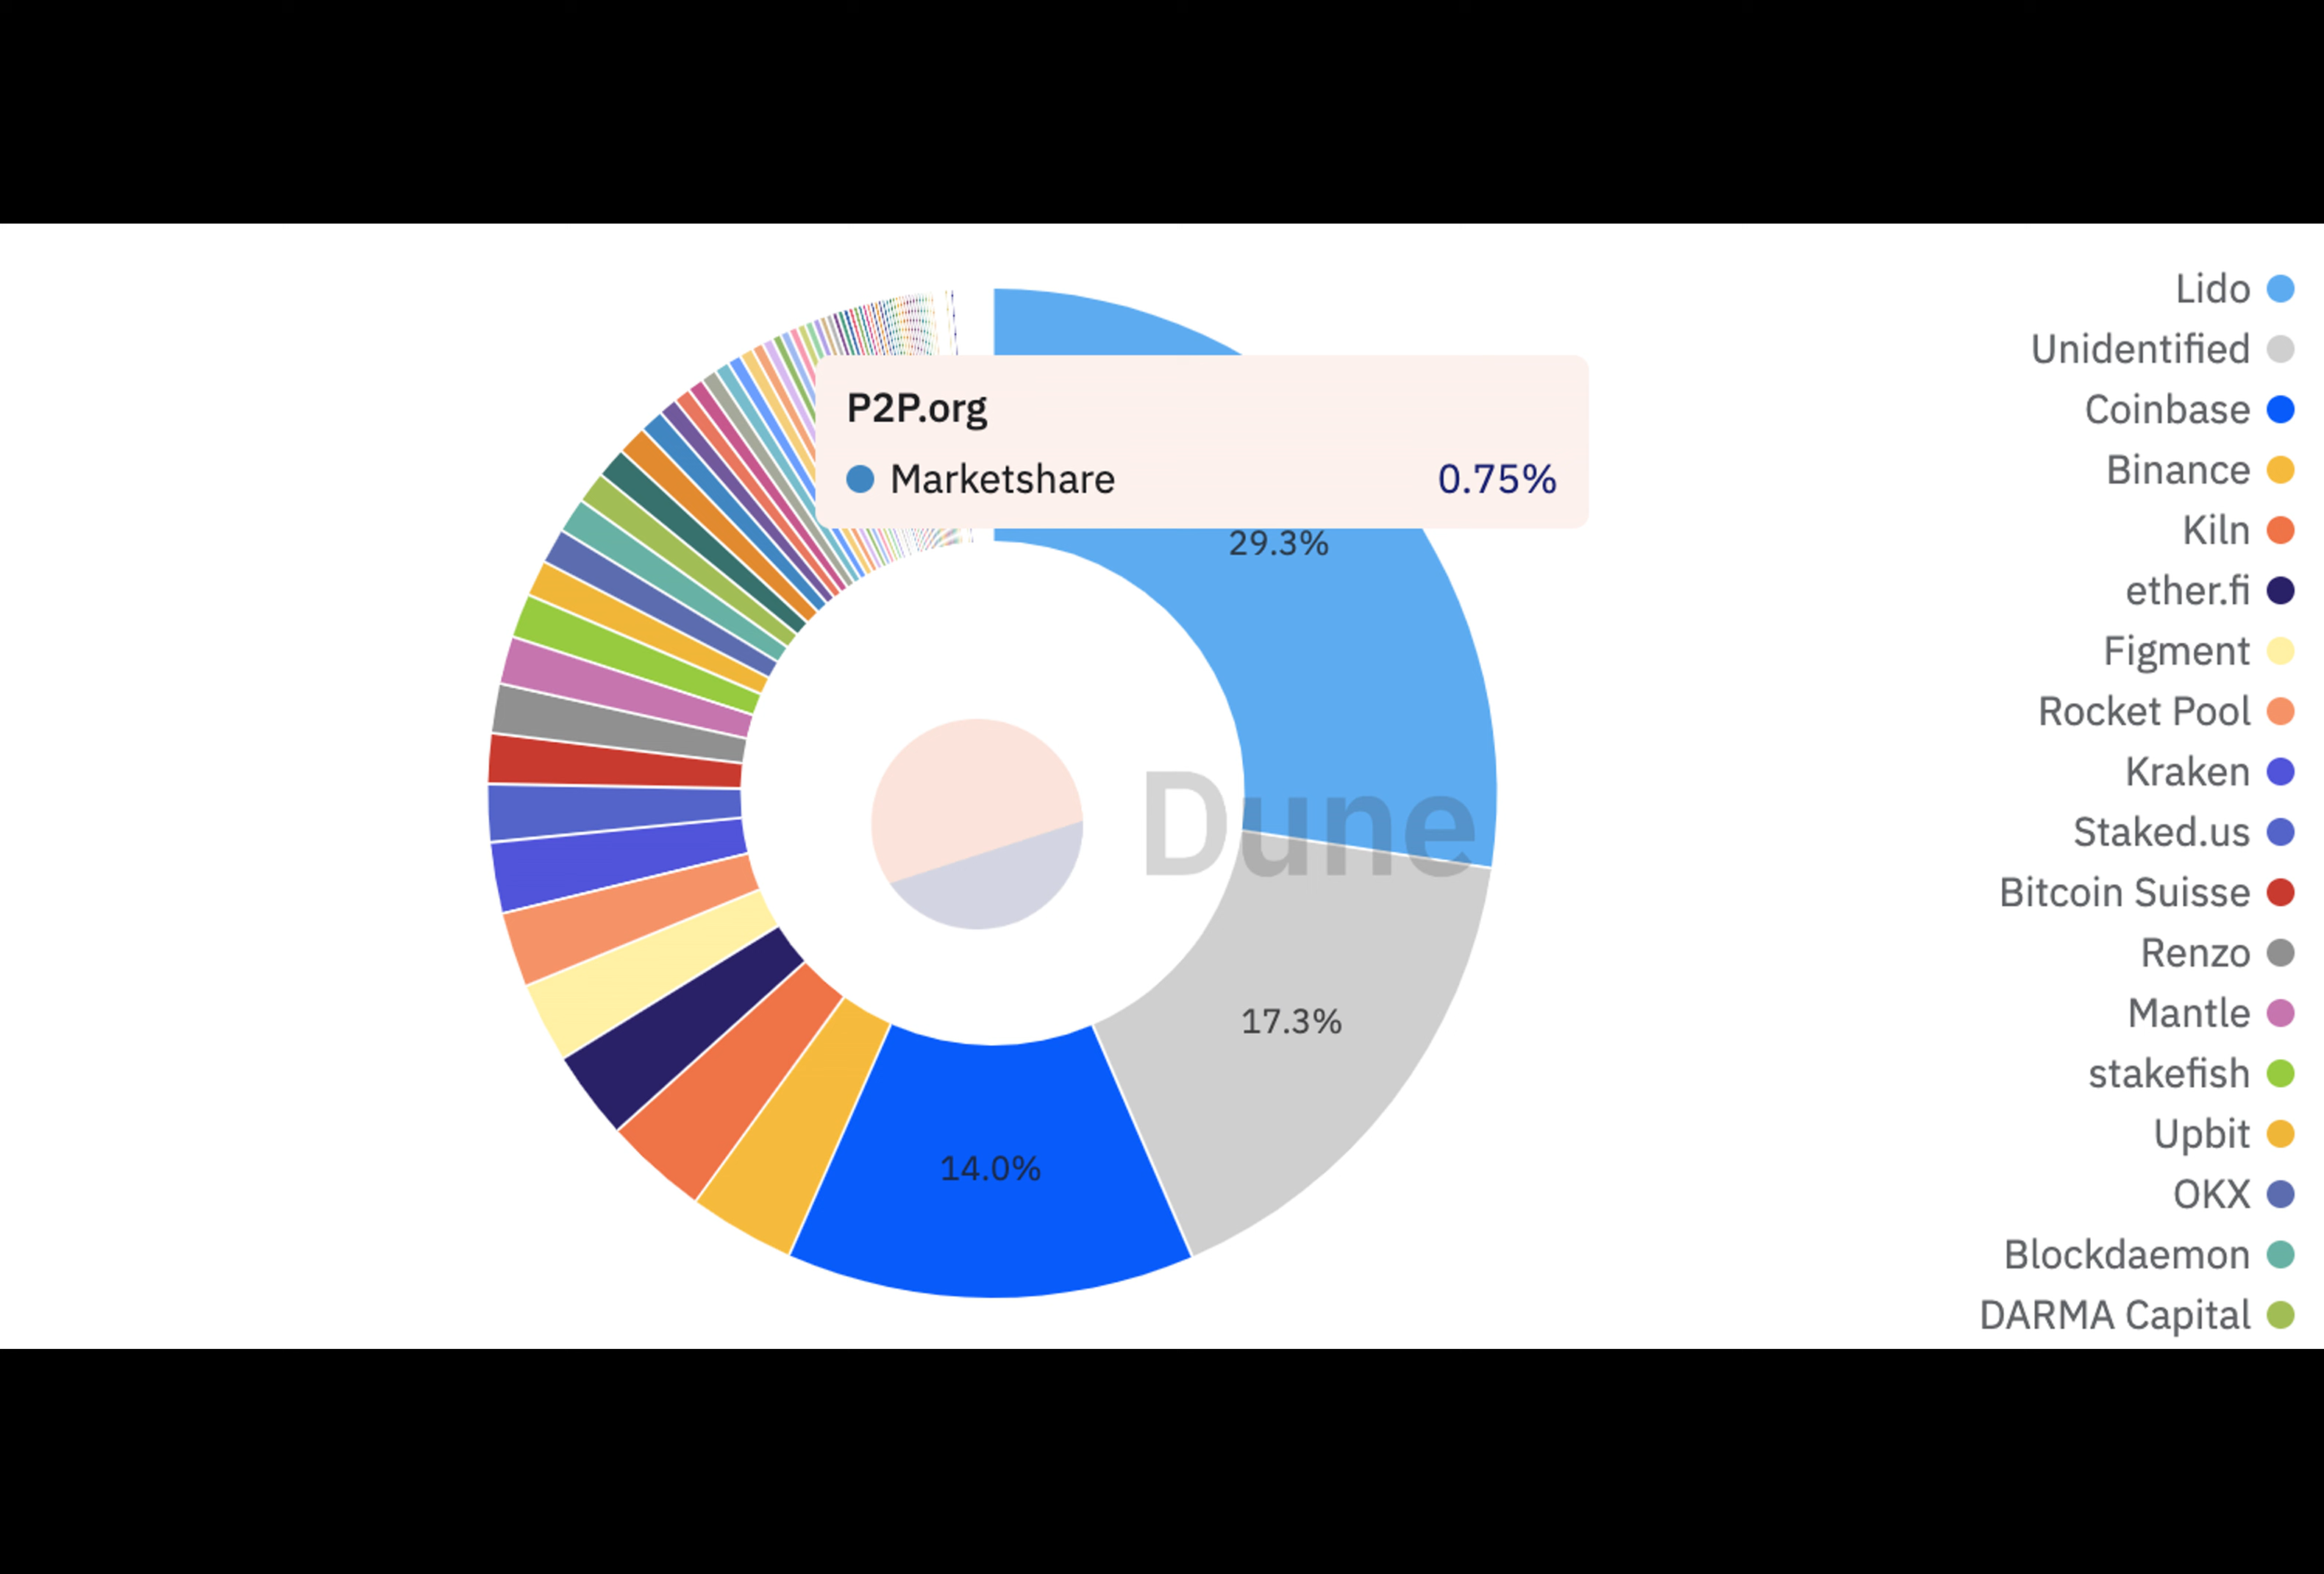 P2P.org
Marketshare 0.75%
29.3%
Dune
17.3%
14.0%
Lido
Unidentified
Coinbase
Binance
Kiln
ether.fi
Figment
Rocket Pool
Kraken
Staked.us
Bitcoin Suisse
Renzo
Mantle
stakefish
Upbit
OKX
Blockdaemon
DARMA Capital